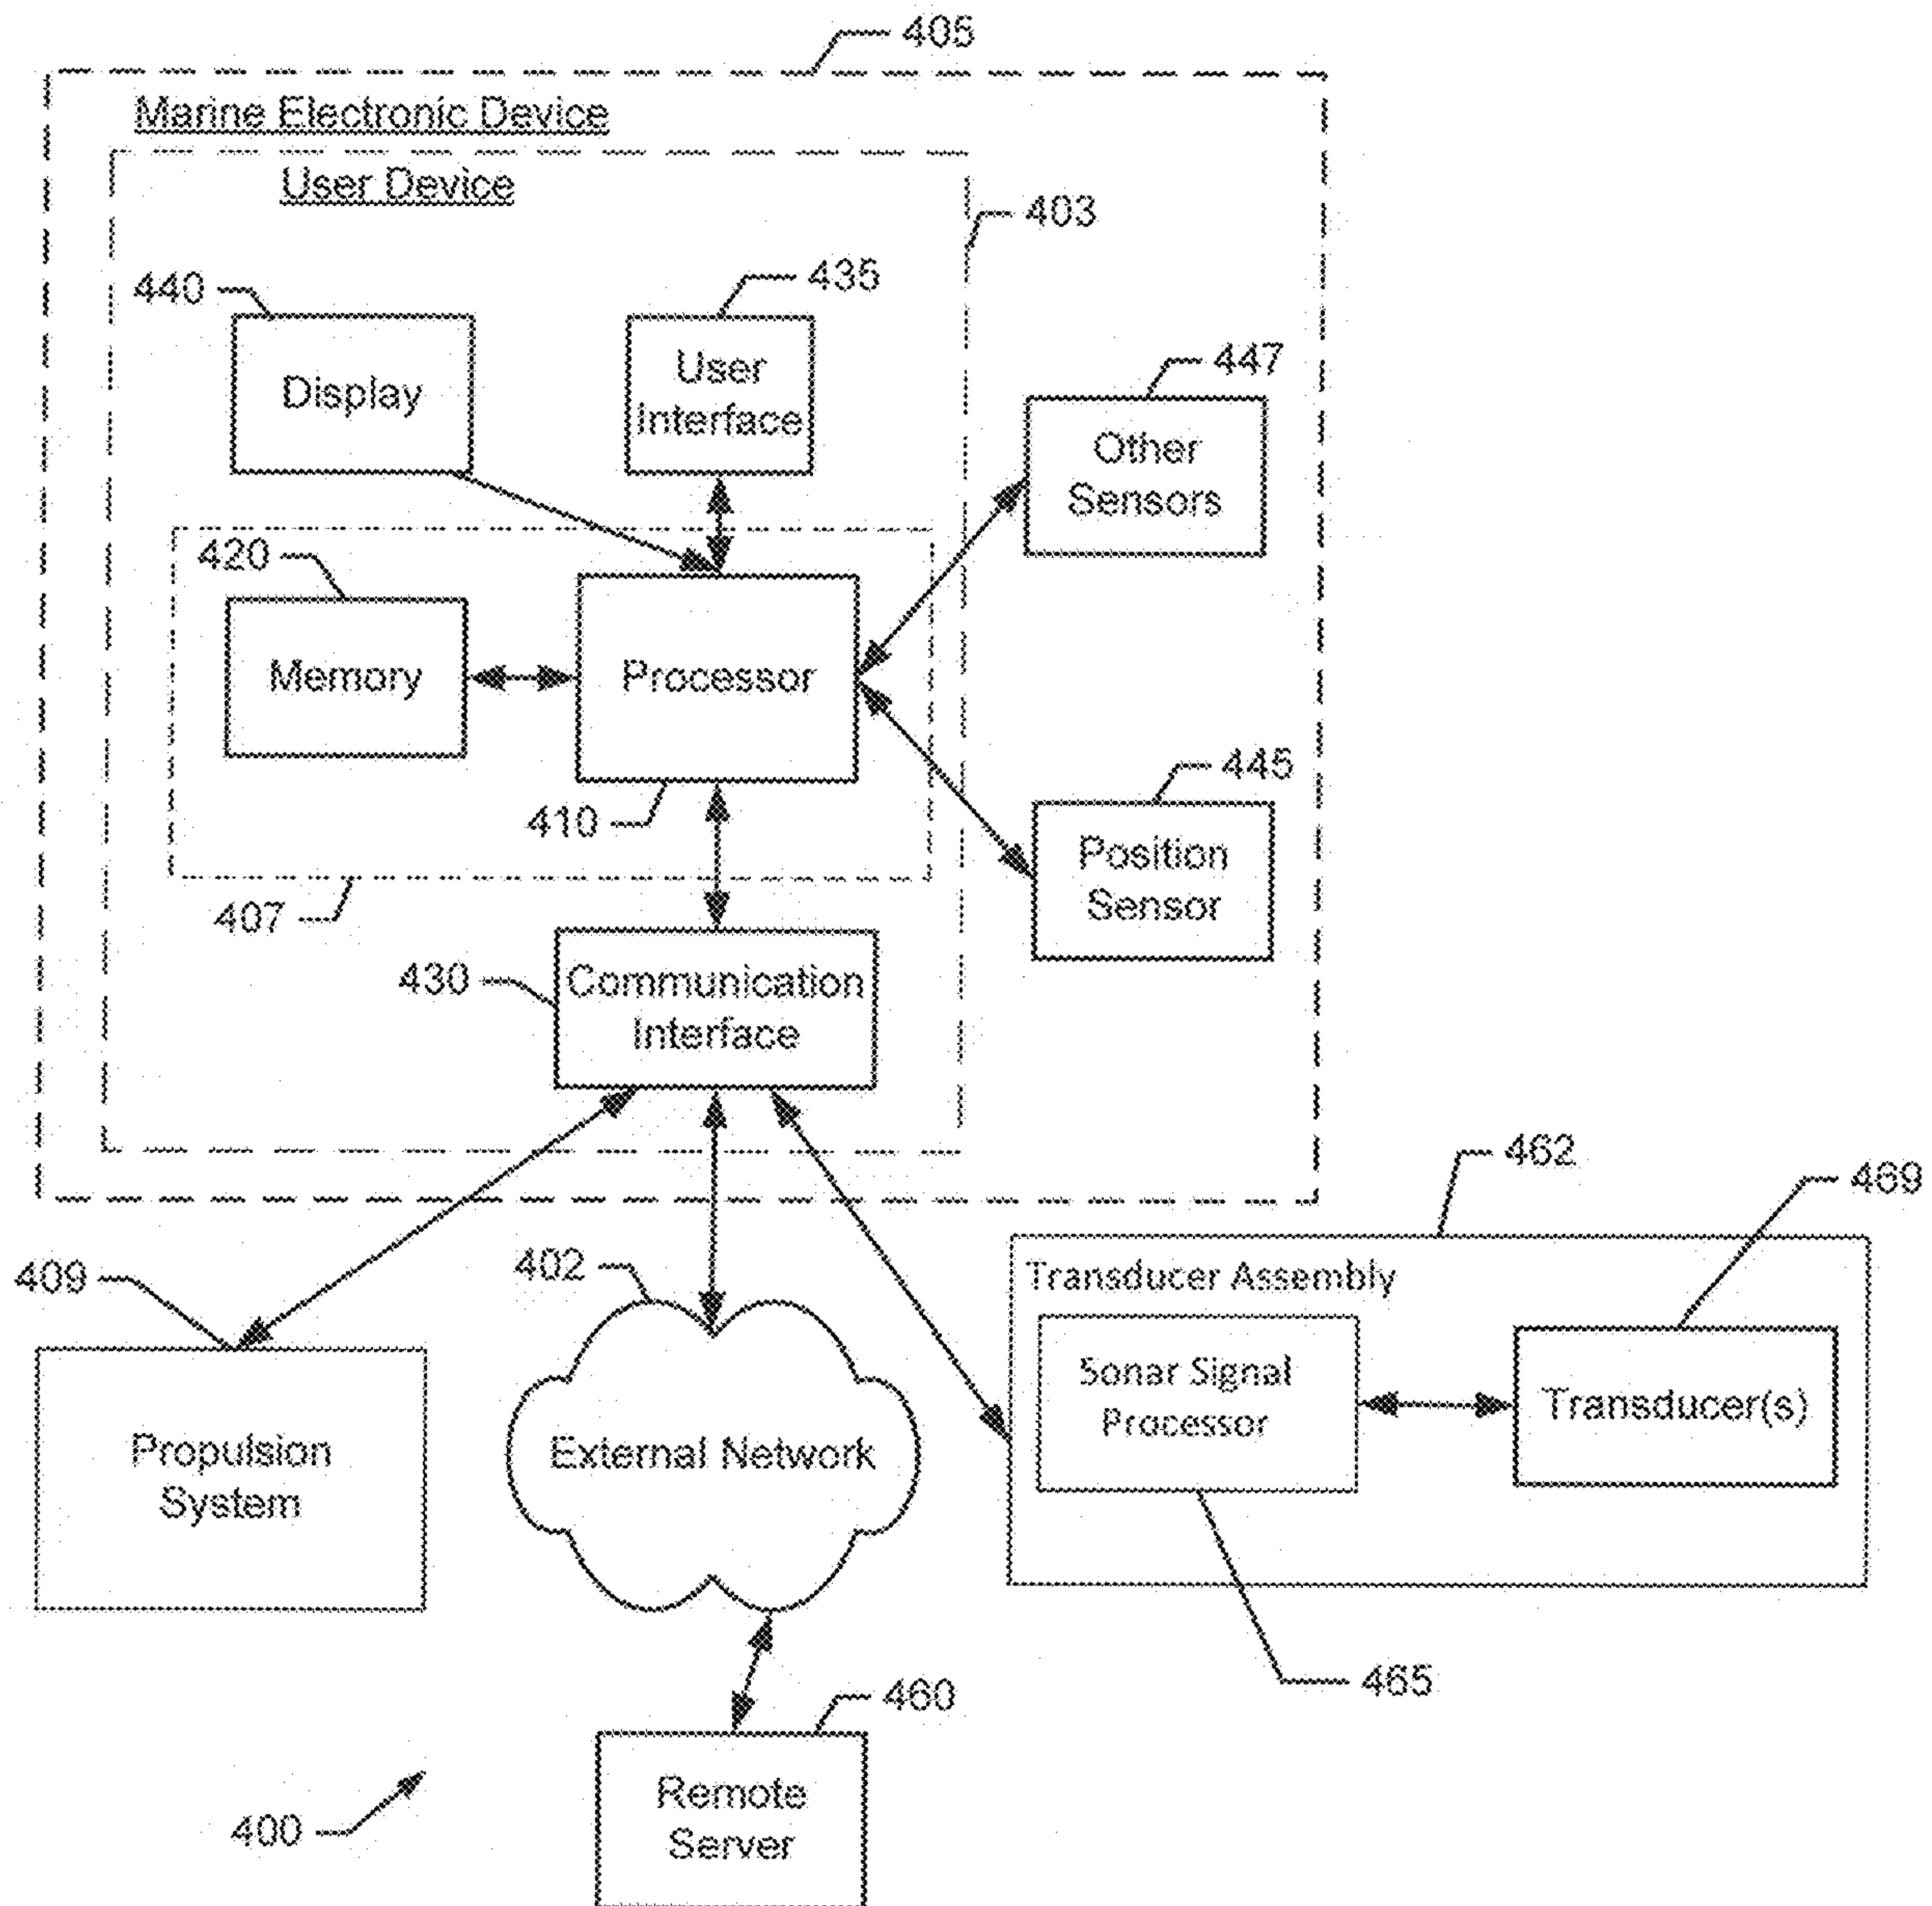 405
Marine Electronic Device
User Device
403
440
435
Display
User
Interface
447
Other
Sensors
420
Memory
Processor
410
445
Position
Sensor
407
430
Communication
Interface
462
469
409
402
Transducer Assembly
Sonar Signal
Processor
Transducer(s)
Propulsion
System
External Network
465
460
Remote
Server
400